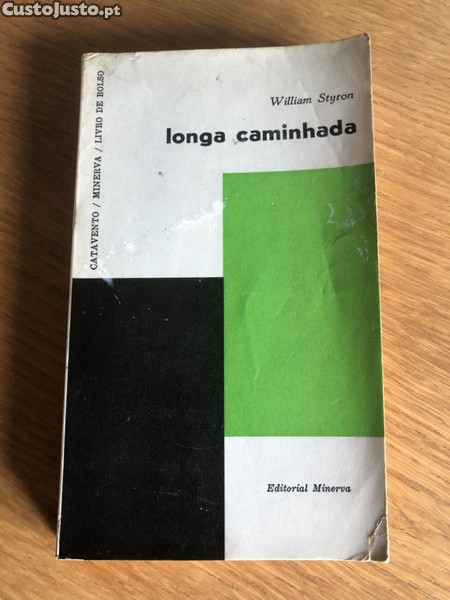 CustoJusto.pt
William Styron
longa caminhada
CATAVENTO / MINERVA / LIVRO DE BOLSO
Editorial Minerva